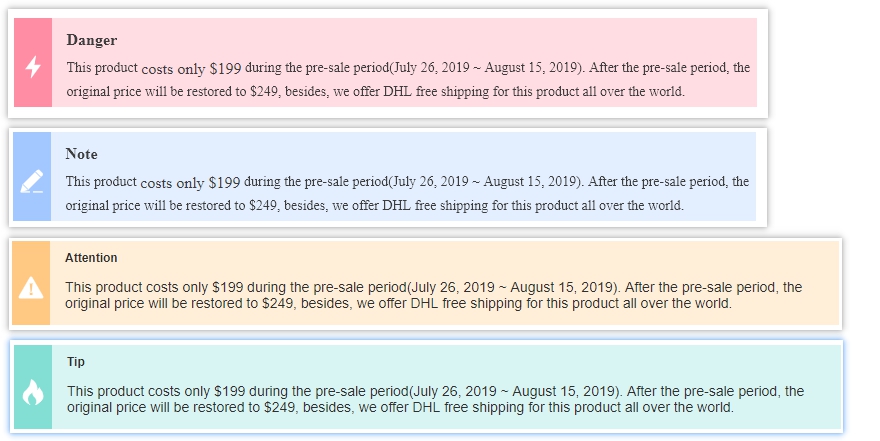 Danger
This product costs only $199 during the pre-sale period(July 26, 2019 ~ August 15, 2019). After the pre-sale period, the
original price will be restored to $249, besides, we offer DHL free shipping for this product all over the world.
Note
This product costs only $199 during the pre-sale period(July 26, 2019 ~ August 15, 2019). After the pre-sale period, the
original price will be restored to $249, besides, we offer DHL free shipping for this product all over the world.
Attention
This product costs only $199 during the pre-sale period(July 26, 2019 ~ August 15, 2019). After the pre-sale period, the
original price will be restored to $249, besides, we offer DHL free shipping for this product all over the world.
Tip
This product costs only $199 during the pre-sale period(July 26, 2019 ~ August 15, 2019). After the pre-sale period, the
original price will be restored to $249, besides, we offer DHL free shipping for this product all over the world.